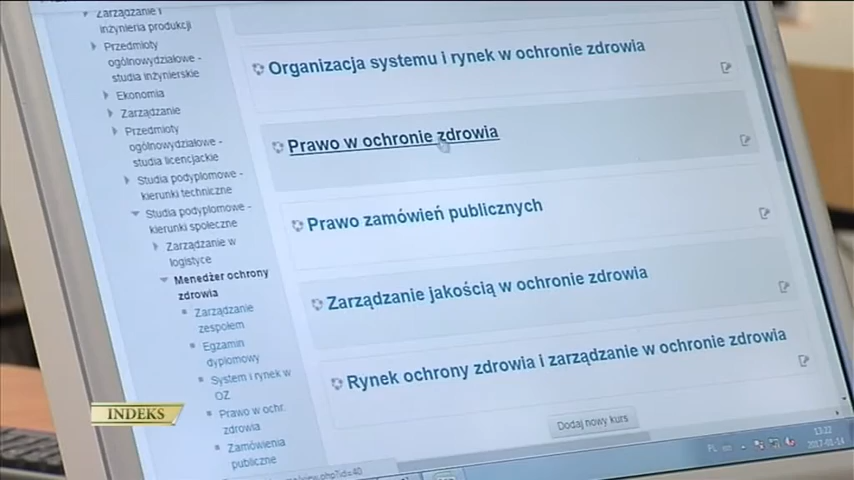 Zarządzanie i
inżynieria produkcji
Przedmioty
ogólnowydziałowe -
studia inżynierskie
Ekonomia
Zarządzanie
Przedmioty
ogólnowydziałowe -
studia licencjackie
Studia podyplomowe -
kierunki techniczne
Studia podyplomowe -
kierunki społeczne
Zarządzanie w
logistyce
Menedżer ochrony
zdrowia
Zarządzanie
zespołem
Egzamin
dyplomowy
System i rynek w
OZ
Prawo w ochr.
zdrowia
Zamówienia
publiczne
Organizacja systemu i rynek w ochronie zdrowia
Prawo w ochronie zdrowia
Prawo zamówień publicznych
Zarządzanie jakością w ochronie zdrowia
Rynek ochrony zdrowia i zarządzanie w ochronie zdrowia
Dodaj nowy kurs
PL
13:22
2017-01-14
INDEKS